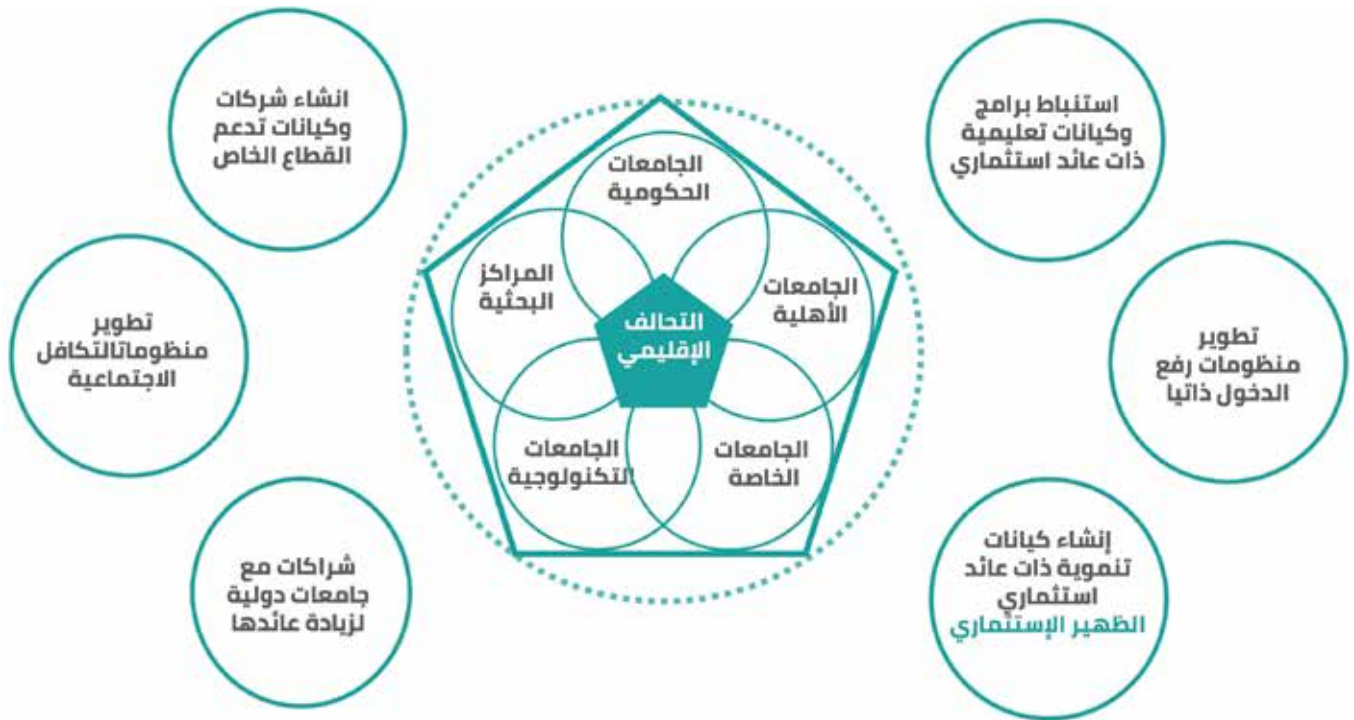 استنباط برامج
وكيانات تعليمية
ذات عائد استثماري
تطوير
منظومات رفع
الدخول ذاتيا
إنشاء كيانات
تنموية ذات عائد
استثماري
الظهير الإستثماري
الجامعات
الحكومية
الجامعات
الأهلية
المراكز
البحثية
التحالف
الإقليمي
الجامعات
الخاصة
الجامعات
التكنولوجية
انشاء شركات
وكيانات تدعم
القطاع الخاص
تطوير
منظوماتالتكافل
الاجتماعية
شراكات مع
جامعات دولية
لزيادة عائدها